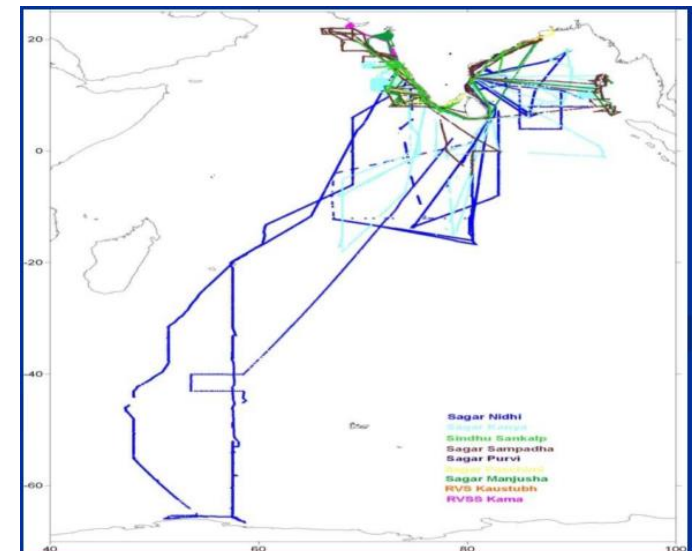 20
0
-20
-40
-60
40
60
80
100
Sagar Nidhi
Sagar Kanya
Sindhu Sankalp
Sagar Sampadha
Sagar Purvi
Sagar Paschimi
Sagar Manjusha
RVS Kaustubh
RVSS Kama